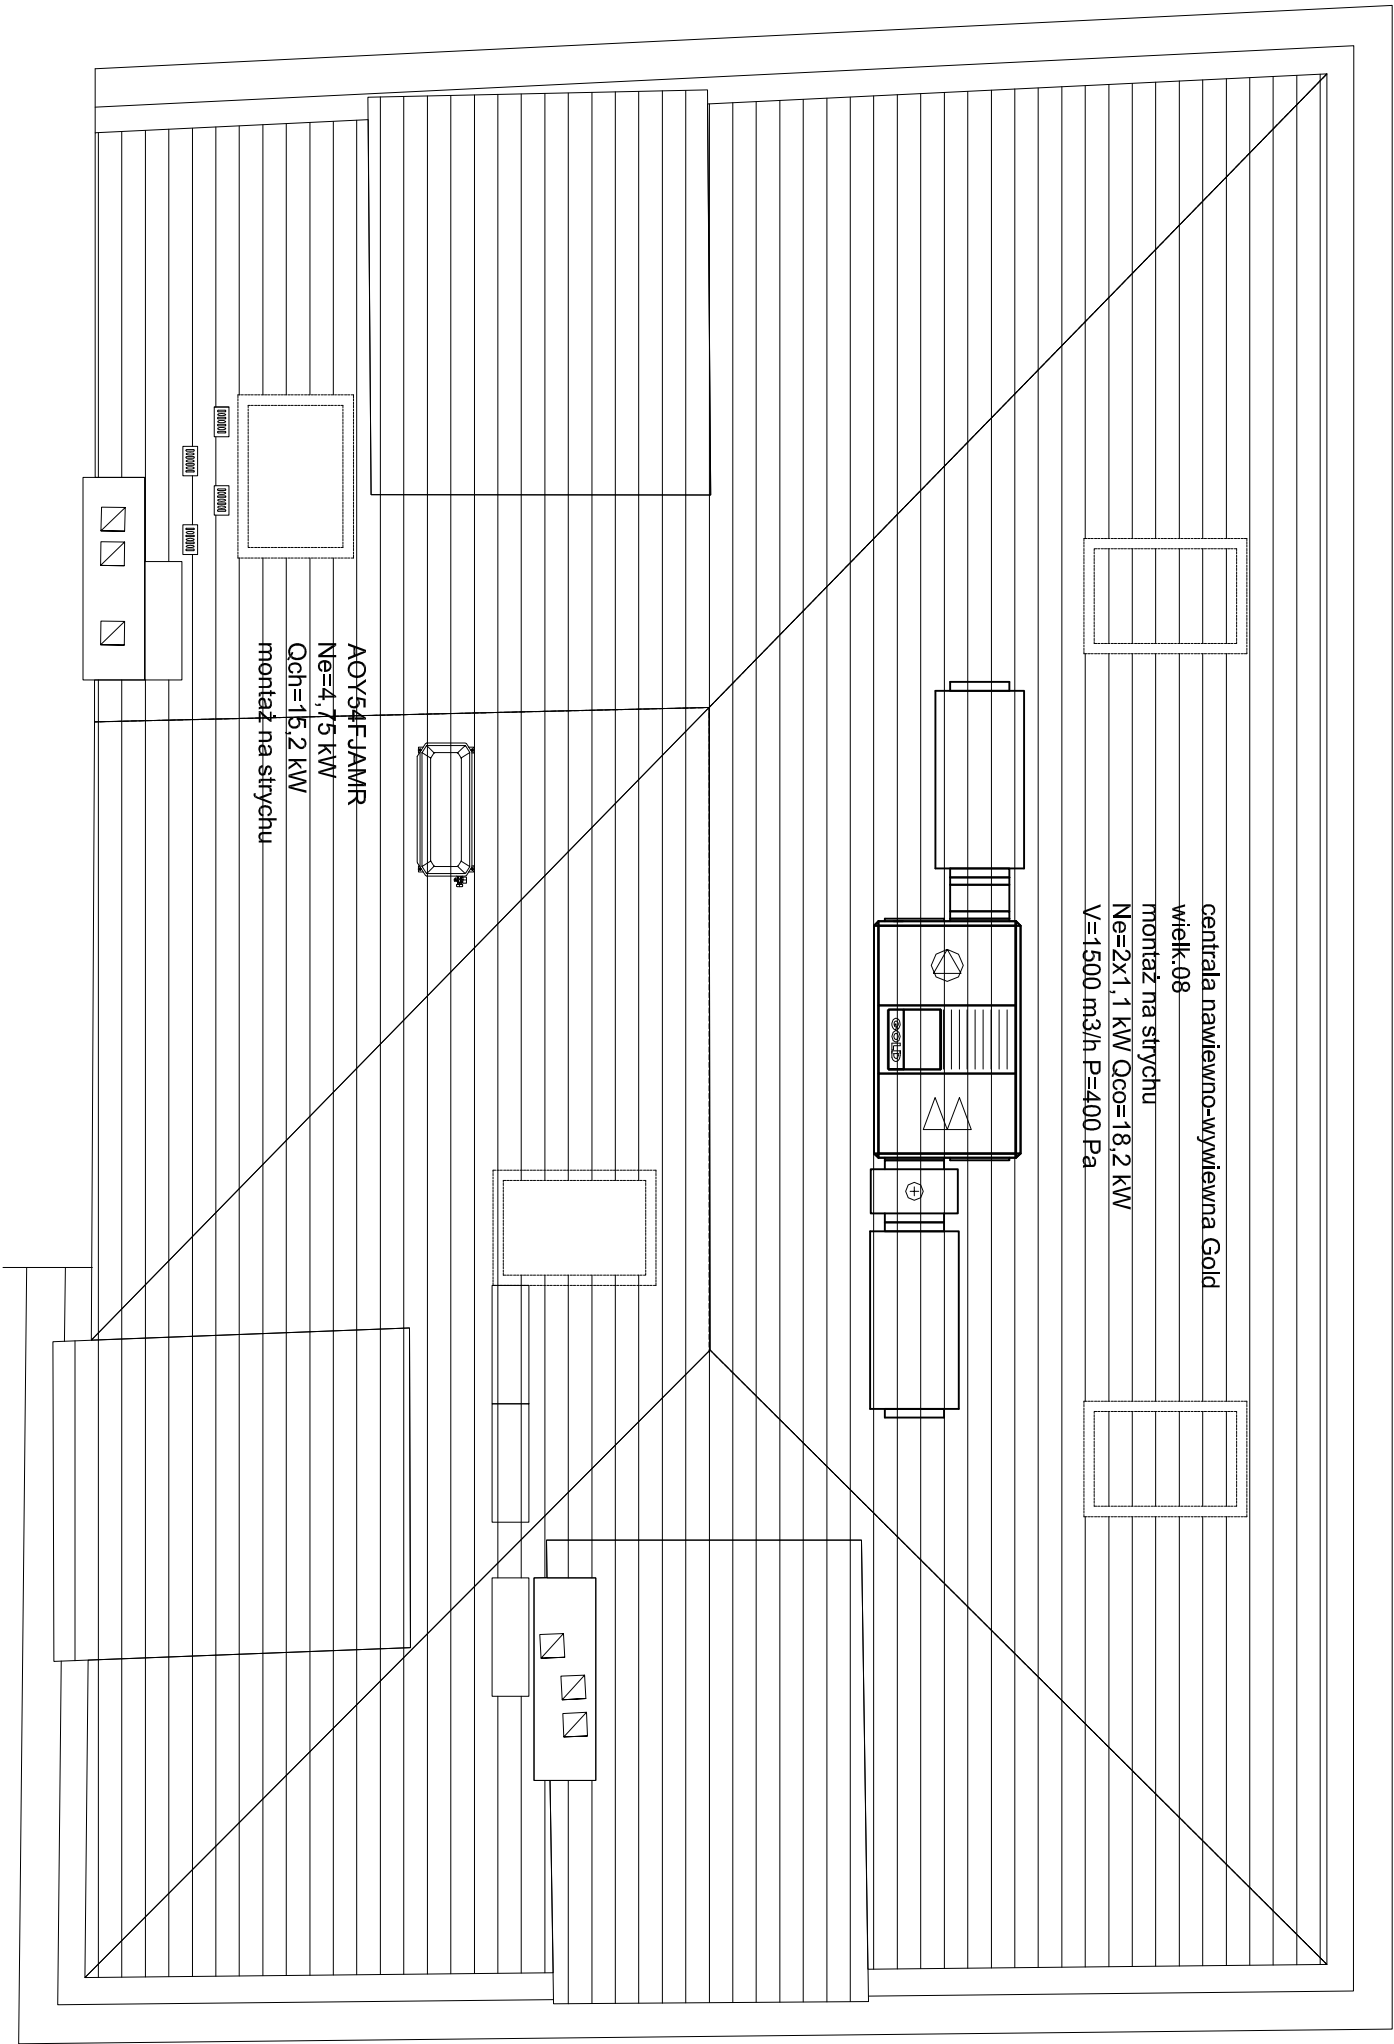 AOY54FJAMR
Ne=4,75 kW
Qch=15,2 kW
montaż na strychu
centrala nawiewno-wywiewna Gold
wielk.08
montaż na strychu
Ne=2x1,1 kW Qco=18,2 kW
V=1500 m3/h P=400 Pa
GOLD